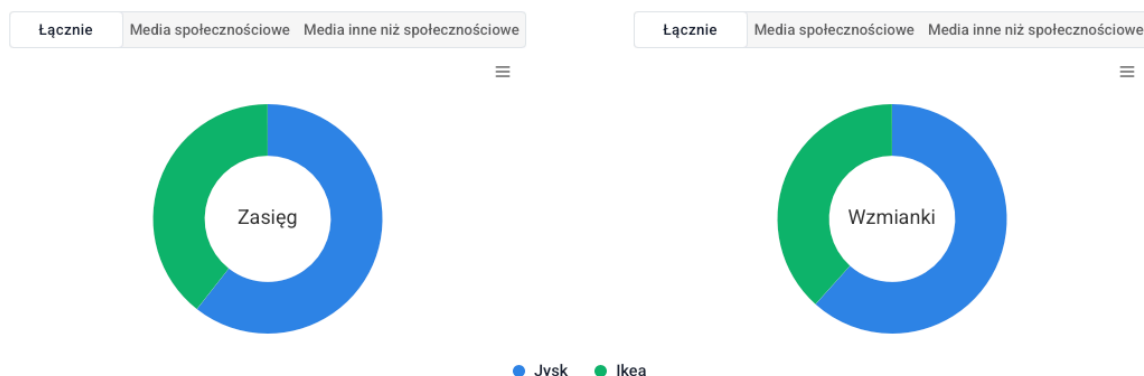 Łącznie Media społecznościowe Media inne niż społecznościowe
Łącznie Media społecznościowe Media inne niż społecznościowe
Zasięg
Wzmianki
Jysk Ikea